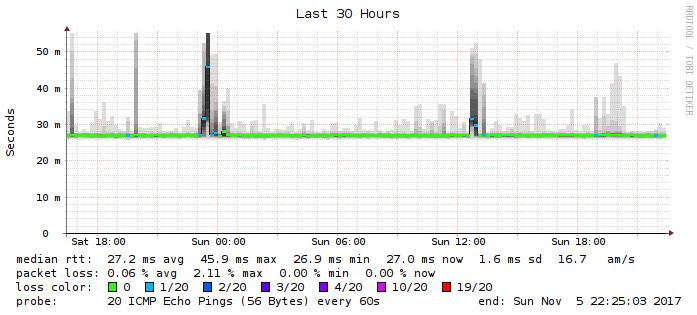 Last 30 Hours
RRDTOOL / TOBI OETIKER
Seconds
50 m
40 m
30 m
20 m
10 m
0
Sat 18:00 Sun 00:00 Sun 06:00 Sun 12:00 Sun 18:00
median rtt: 27.2 ms avg 45.9 ms max 26.9 ms min 27.0 ms now 1.6 ms sd 16.7 am/s
packet loss: 0.06 % avg 2.11 % max 0.00 % min 0.00 % now
loss color: 0 1/20 2/20 3/20 4/20 10/20 19/20
probe: 20 ICMP Echo Pings (56 Bytes) every 60s end: Sun Nov 5 22:25:03 2017